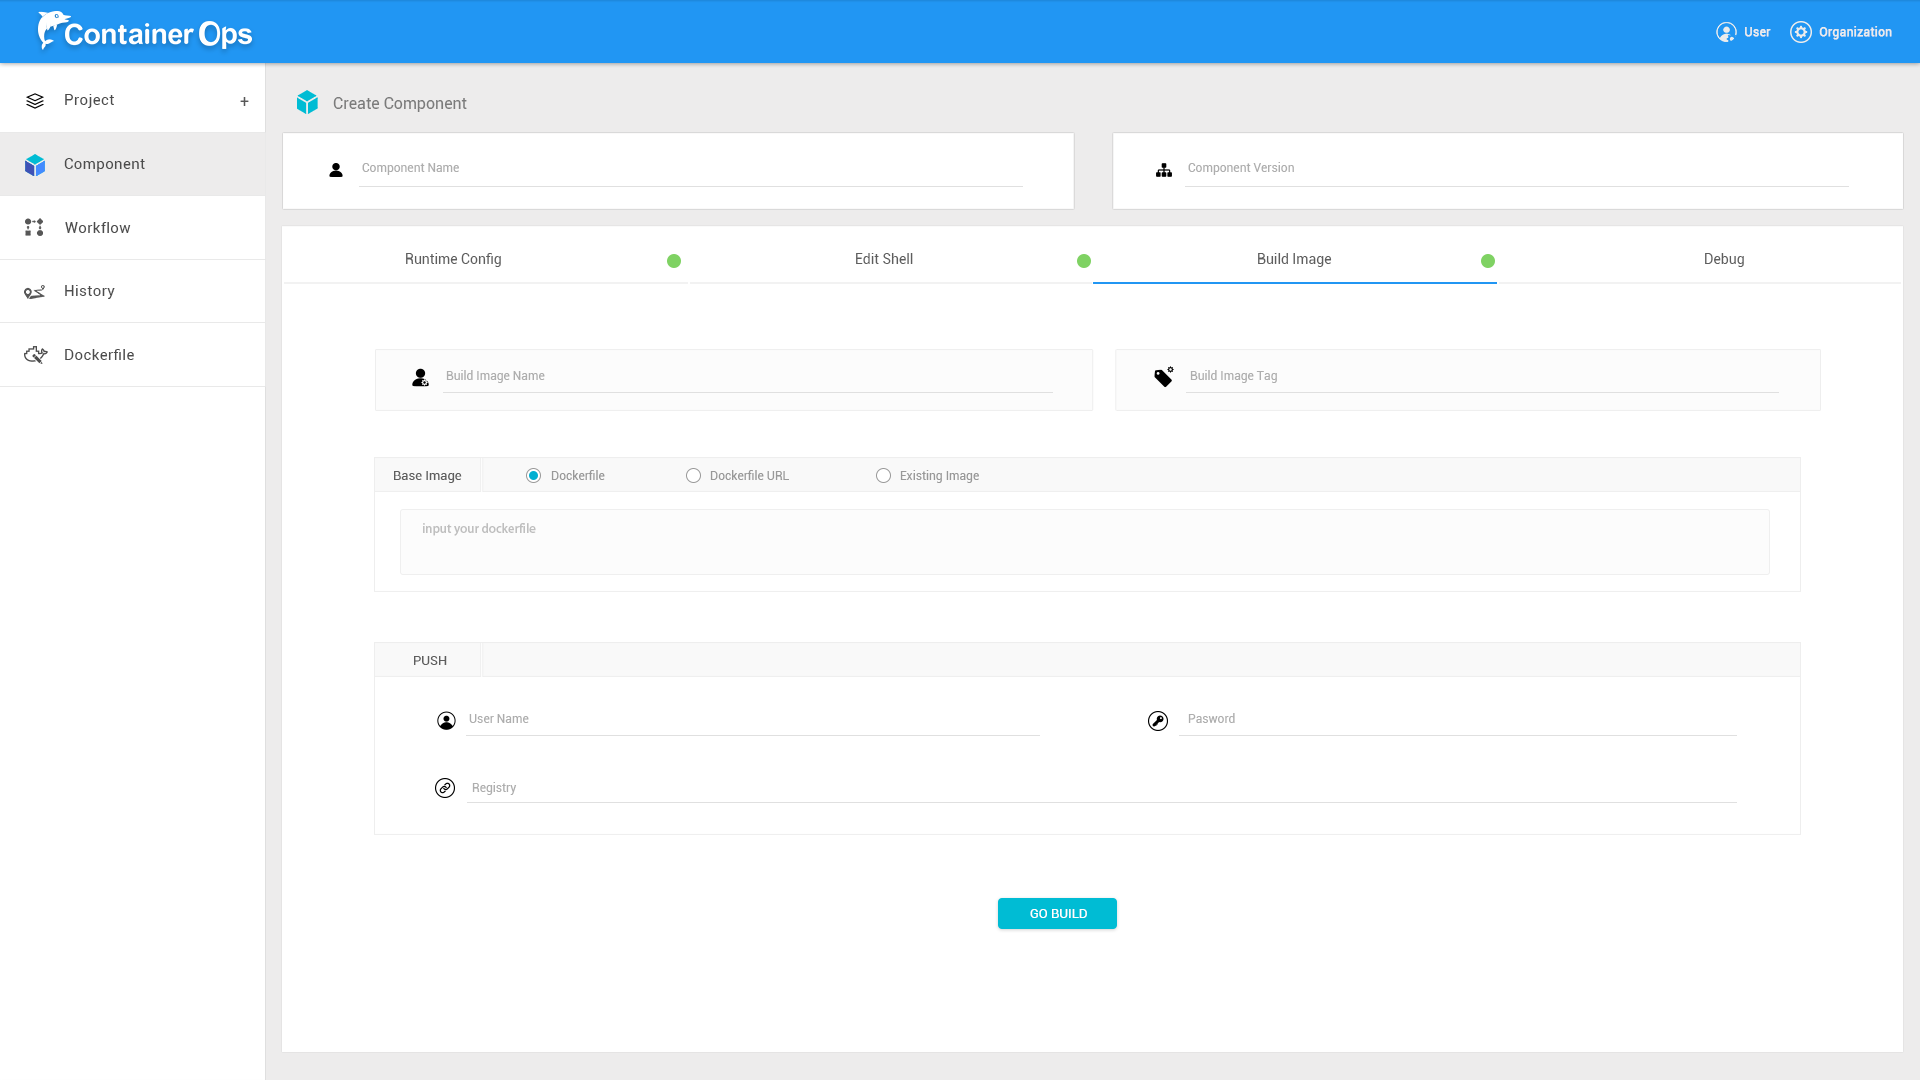 Container Ops
User
Organization
Project +
Component
Workflow
History
Dockerfile
Create Component
Component Name
Component Version
Runtime Config
Edit Shell
Build Image
Debug
Build Image Name
Build Image Tag
Base Image
Dockerfile
Dockerfile URL
Existing Image
input your dockerfile
PUSH
User Name
Pasword
Registry
GO BUILD